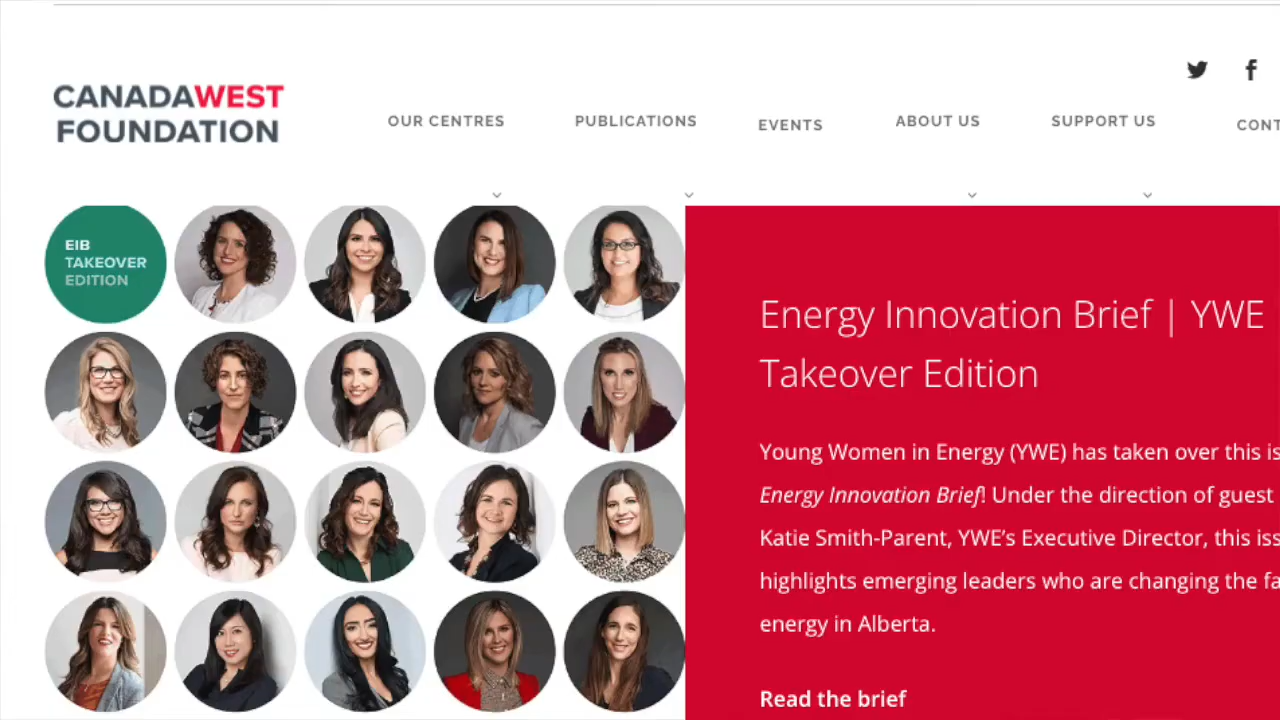 CANADAWEST
FOUNDATION
OUR CENTRES
PUBLICATIONS
EVENTS
ABOUT US
SUPPORT US
CONT
EIB
TAKEOVER
EDITION
Energy Innovation Brief | YWE
Takeover Edition
Young Women in Energy (YWE) has taken over this is
Energy Innovation Brief! Under the direction of guest
Katie Smith-Parent, YWE’s Executive Director, this iss
highlights emerging leaders who are changing the fa
energy in Alberta.
Read the brief